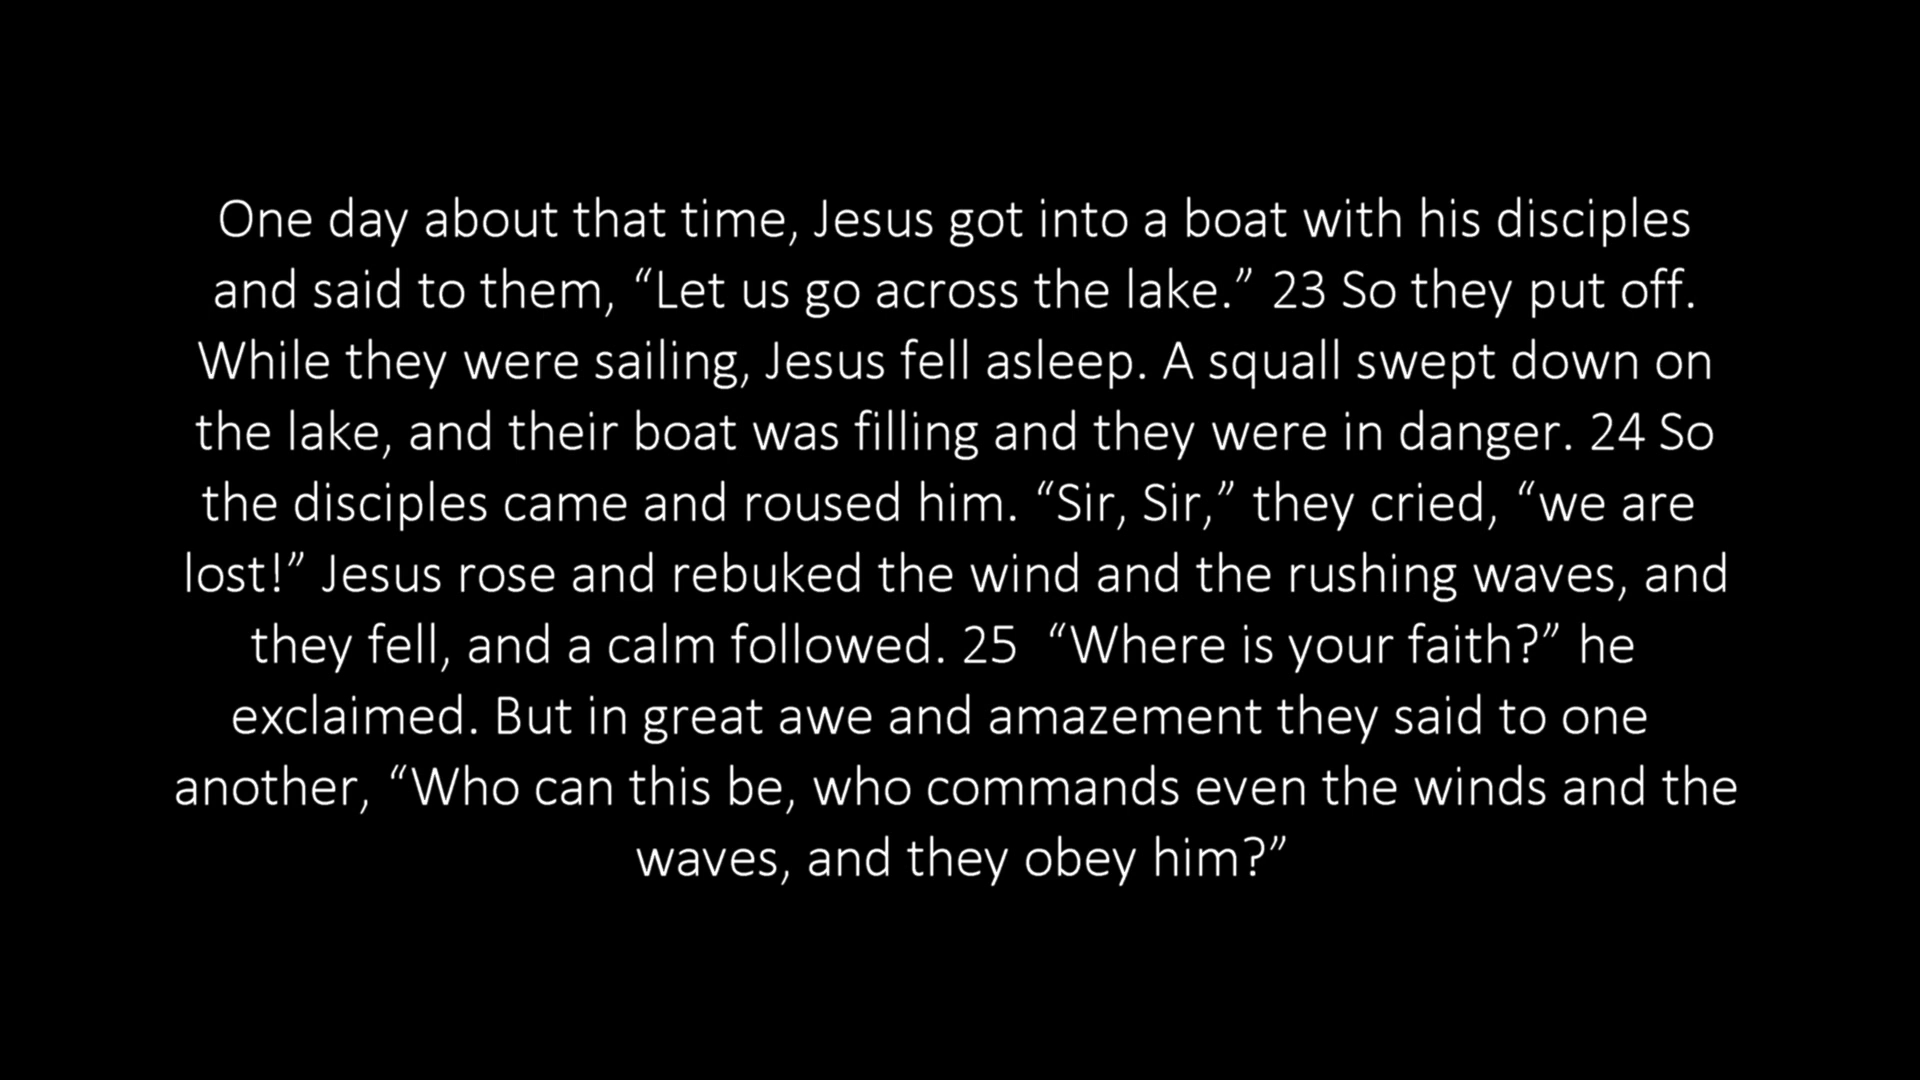 One day about that time, Jesus got into a boat with his disciples
and said to them, “Let us go across the lake.” 23 So they put off.
While they were sailing, Jesus fell asleep. A squall swept down on
the lake, and their boat was filling and they were in danger. 24 So
the disciples came and roused him. “Sir, Sir,” they cried, “we are
lost!” Jesus rose and rebuked the wind and the rushing waves, and
they fell, and a calm followed. 25  “Where is your faith?” he
exclaimed. But in great awe and amazement they said to one
another, “Who can this be, who commands even the winds and the
waves, and they obey him?”